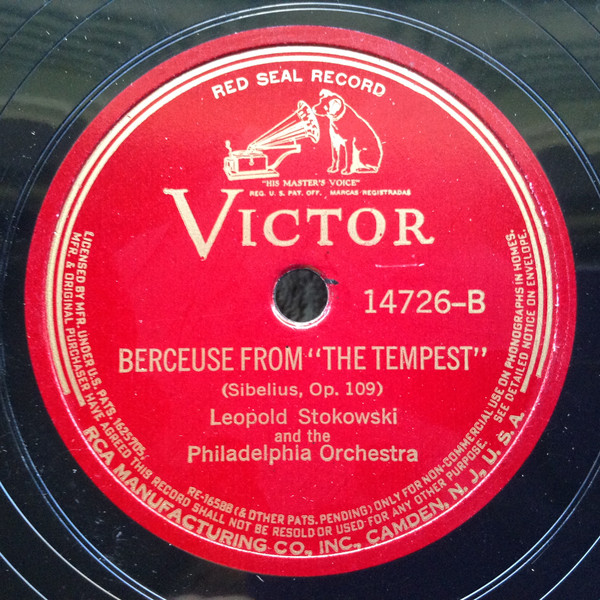 RED SEAL RECORD
"HIS MASTER'S VOICE"
REG. U. S. PAT. OFF. MARCAS REGISTRADAS
VICTOR
14726-B
BERCEUSE FROM "THE TEMPEST"
(Sibelius, Op. 109)
Leopold Stokowski
and the
Philadelphia Orchestra
LICENSED BY MFR. UNDER U.S. PATS. 1625705, RE-16588 (& OTHER PATS. PENDING) ONLY FOR NON-COMMERCIAL USE ON PHONOGRAPHS IN HOMES.
MFR. & ORIGINAL PURCHASER HAVE AGREED THIS RECORD SHALL NOT BE RESOLD OR USED FOR ANY OTHER PURPOSE. SEE DETAILED NOTICE ON ENVELOPE.
RCA MANUFACTURING CO., INC., CAMDEN, N. J., U. S. A.